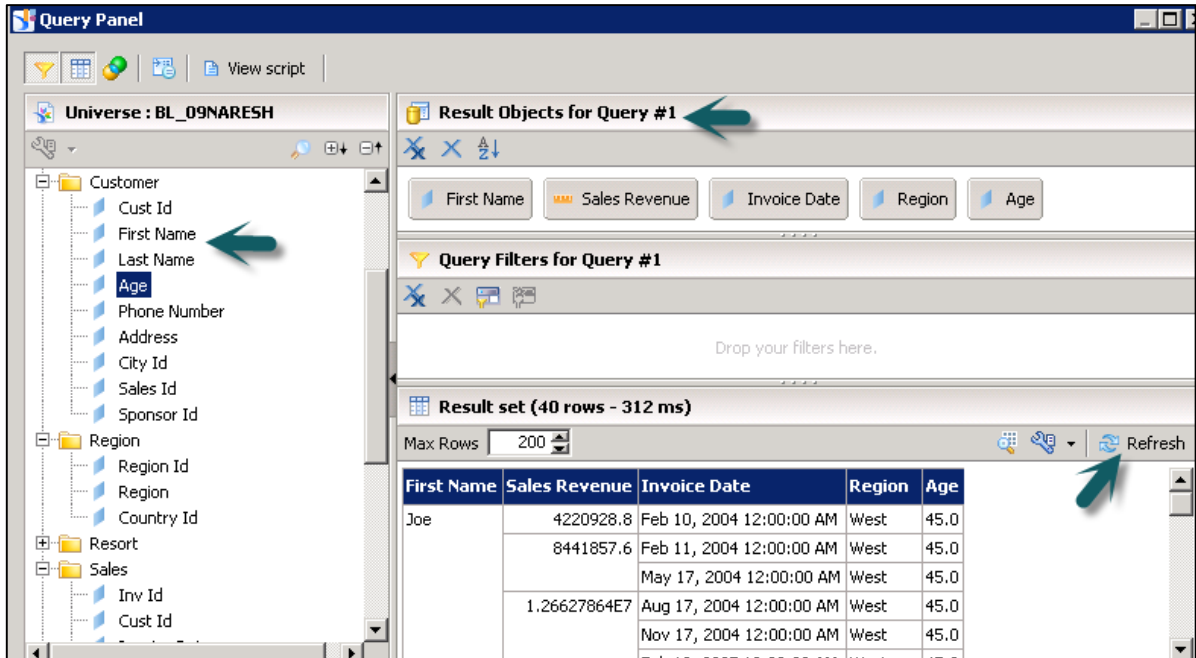 Query Panel
View script
Universe : BL_09NARESH
Customer
Cust Id
First Name
Last Name
Age
Phone Number
Address
City Id
Sales Id
Sponsor Id
Region
Region Id
Region
Country Id
Resort
Sales
Inv Id
Cust Id
Result Objects for Query #1
First Name Sales Revenue Invoice Date Region Age
Query Filters for Query #1
Drop your filters here.
Result set (40 rows - 312 ms)
Max Rows 200 Refresh
First Name Sales Revenue Invoice Date Region Age
Joe 4220928.8 Feb 10, 2004 12:00:00 AM West 45.0
8441857.6 Feb 11, 2004 12:00:00 AM West 45.0
May 17, 2004 12:00:00 AM West 45.0
1.26627864E7 Aug 17, 2004 12:00:00 AM West 45.0
Nov 17, 2004 12:00:00 AM West 45.0